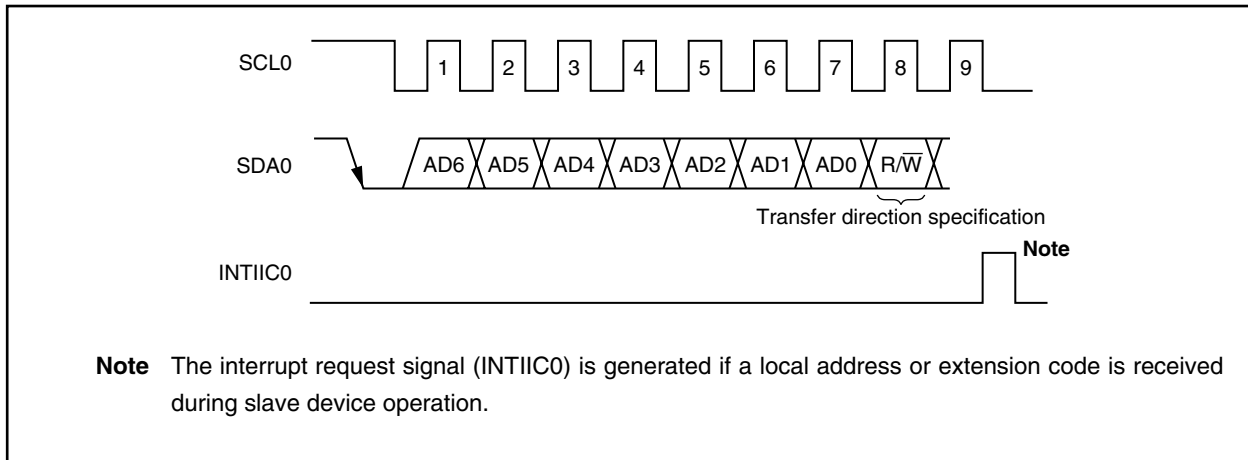 SCL0
1 2 3 4 5 6 7 8 9
SDA0
AD6 AD5 AD4 AD3 AD2 AD1 AD0 R/W̅
Transfer direction specification
Note
INTIIC0
Note The interrupt request signal (INTIIC0) is generated if a local address or extension code is received
during slave device operation.